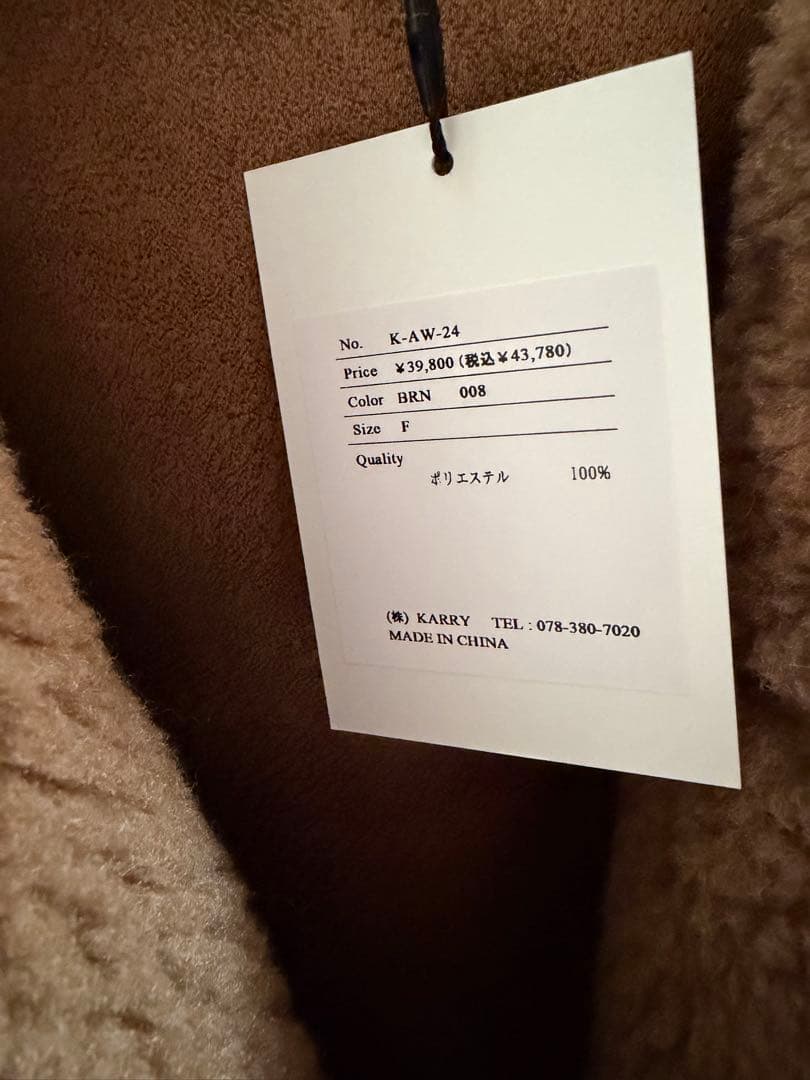 No. K-AW-24
Price ¥39,800 (税込¥43,780)
Color BRN 008
Size F
Quality
ポリエステル 100%
(株) KARRY TEL : 078-380-7020
MADE IN CHINA